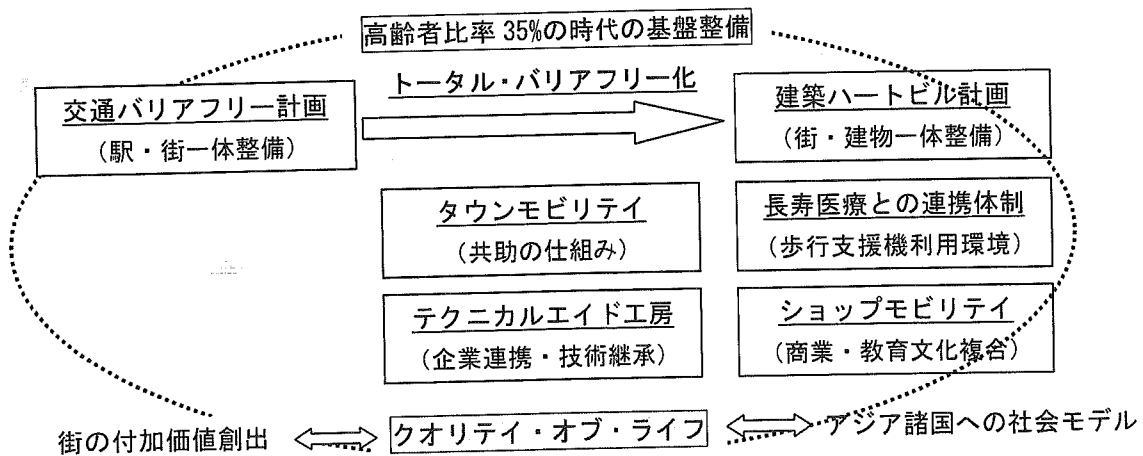 高齢者比率 35%の時代の基盤整備
トータル・バリアフリー化
交通バリアフリー計画
(駅・街一体整備)
建築ハートビル計画
(街・建物一体整備)
タウンモビリテイ
(共助の仕組み)
長寿医療との連携体制
(歩行支援機利用環境)
テクニカルエイド工房
(企業連携・技術継承)
ショップモビリテイ
(商業・教育文化複合)
街の付加価値創出
クオリテイ・オブ・ライフ
アジア諸国への社会モデル